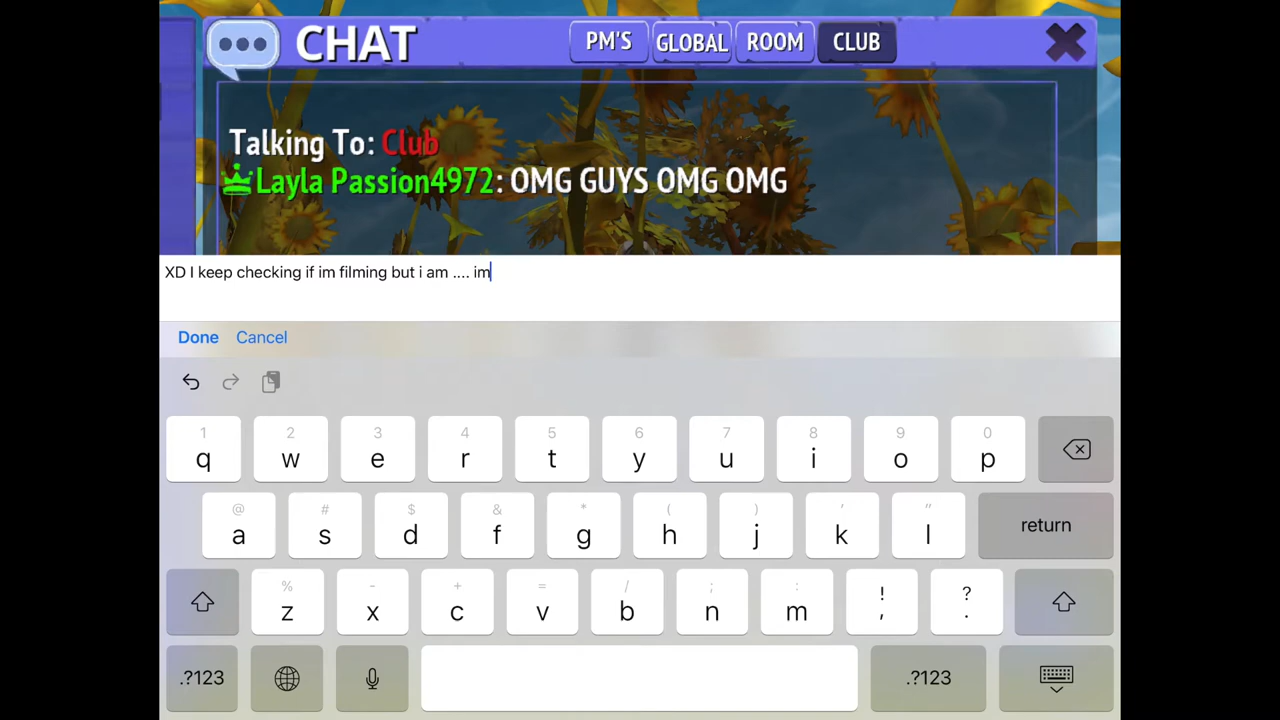 CHAT PM'S GLOBAL ROOM CLUB
Talking To: Club
Layla Passion4972: OMG GUYS OMG OMG
XD I keep checking if im filming but i am .... im
Done Cancel
1 2 3 4 5 6 7 8 9 0
q w e r t y u i o p
@ # $ & * ( ) ' "
a s d f g h j k l return
% - + = / ; : ! ?
z x c v b n m , .
.?123 .?123